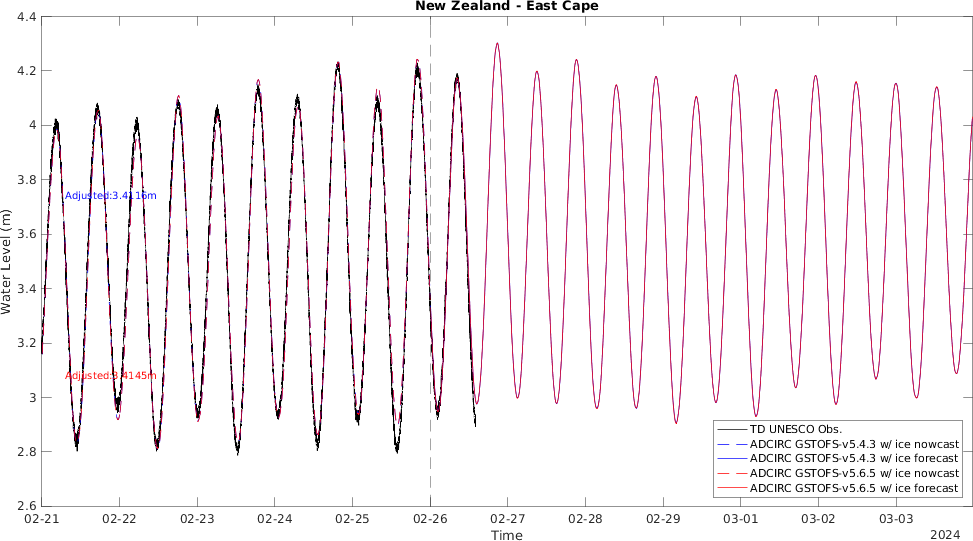 New Zealand - East Cape
4.4
4.2
4
3.8
3.6
3.4
3.2
3
2.8
2.6
Water Level (m)
Adjusted:3.4116m
Adjusted:3.4145m
TD UNESCO Obs.
ADCIRC GSTOFS-v5.4.3 w/ ice nowcast
ADCIRC GSTOFS-v5.4.3 w/ ice forecast
ADCIRC GSTOFS-v5.6.5 w/ ice nowcast
ADCIRC GSTOFS-v5.6.5 w/ ice forecast
02-21 02-22 02-23 02-24 02-25 02-26 02-27 02-28 02-29 03-01 03-02 03-03
Time
2024